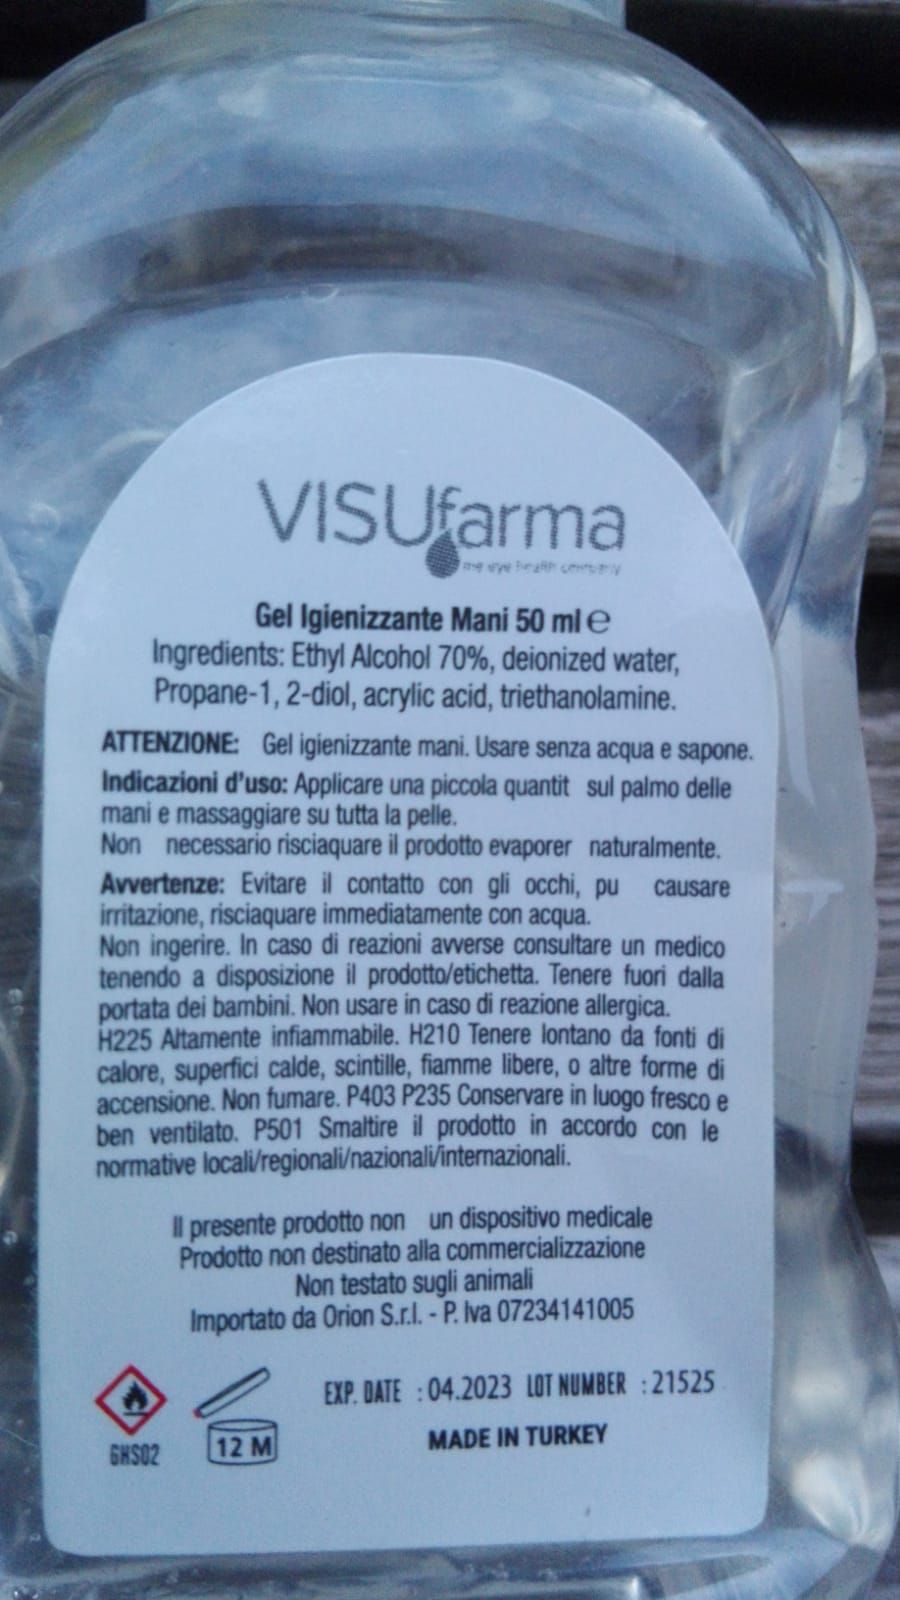 VISUfarma
the eye health company
Gel Igienizzante Mani 50 ml e
Ingredients: Ethyl Alcohol 70%, deionized water,
Propane-1, 2-diol, acrylic acid, triethanolamine.
ATTENZIONE: Gel igienizzante mani. Usare senza acqua e sapone.
Indicazioni d'uso: Applicare una piccola quantit sul palmo delle
mani e massaggiare su tutta la pelle.
Non necessario risciaquare il prodotto evaporer naturalmente.
Avvertenze: Evitare il contatto con gli occhi, pu causare
irritazione, risciaquare immediatamente con acqua.
Non ingerire. In caso di reazioni avverse consultare un medico
tenendo a disposizione il prodotto/etichetta. Tenere fuori dalla
portata dei bambini. Non usare in caso di reazione allergica.
H225 Altamente infiammabile. H210 Tenere lontano da fonti di
calore, superfici calde, scintille, fiamme libere, o altre forme di
accensione. Non fumare. P403 P235 Conservare in luogo fresco e
ben ventilato. P501 Smaltire il prodotto in accordo con le
normative locali/regionali/nazionali/internazionali.
Il presente prodotto non un dispositivo medicale
Prodotto non destinato alla commercializzazione
Non testato sugli animali
Importato da Orion S.r.l. - P. Iva 07234141005
EXP. DATE : 04.2023 LOT NUMBER : 21525
GHS02 12 M MADE IN TURKEY